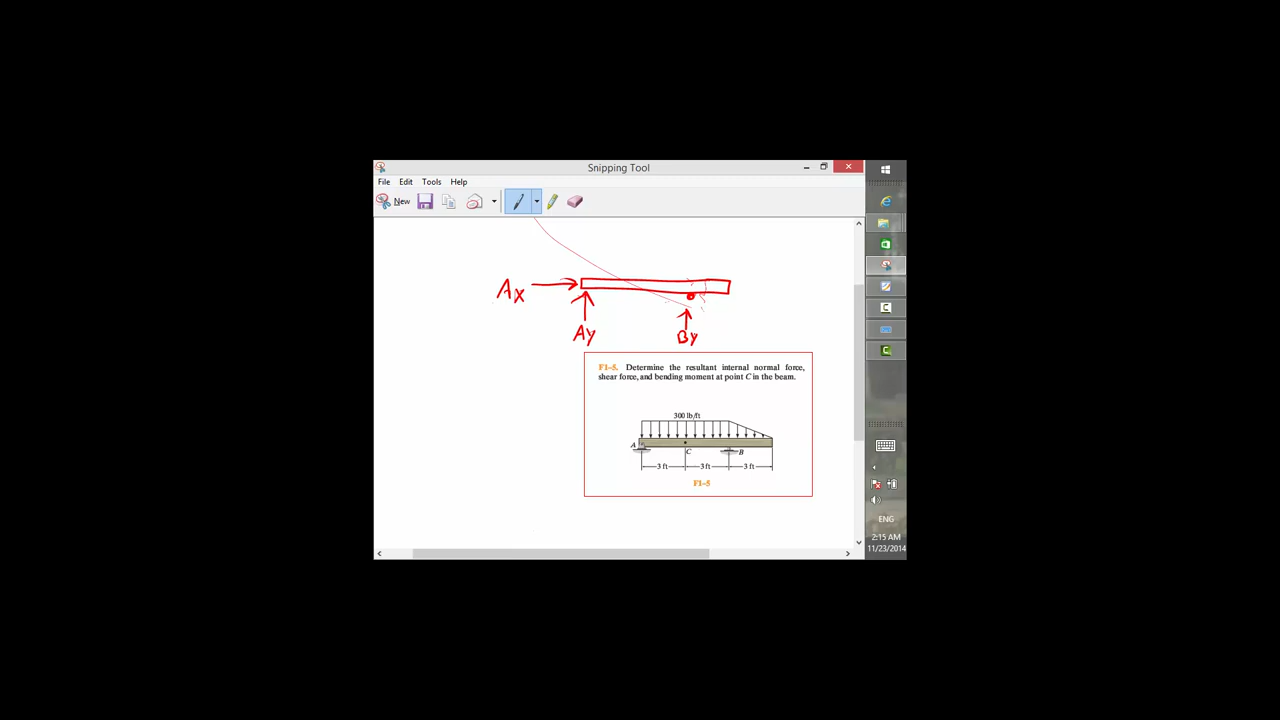 Snipping Tool
File Edit Tools Help
New
Ax
Ay
By
F1–5. Determine the resultant internal normal force,
shear force, and bending moment at point C in the beam.
300 lb/ft
A
C
B
3 ft 3 ft 3 ft
F1–5
ENG
2:15 AM
11/23/2014